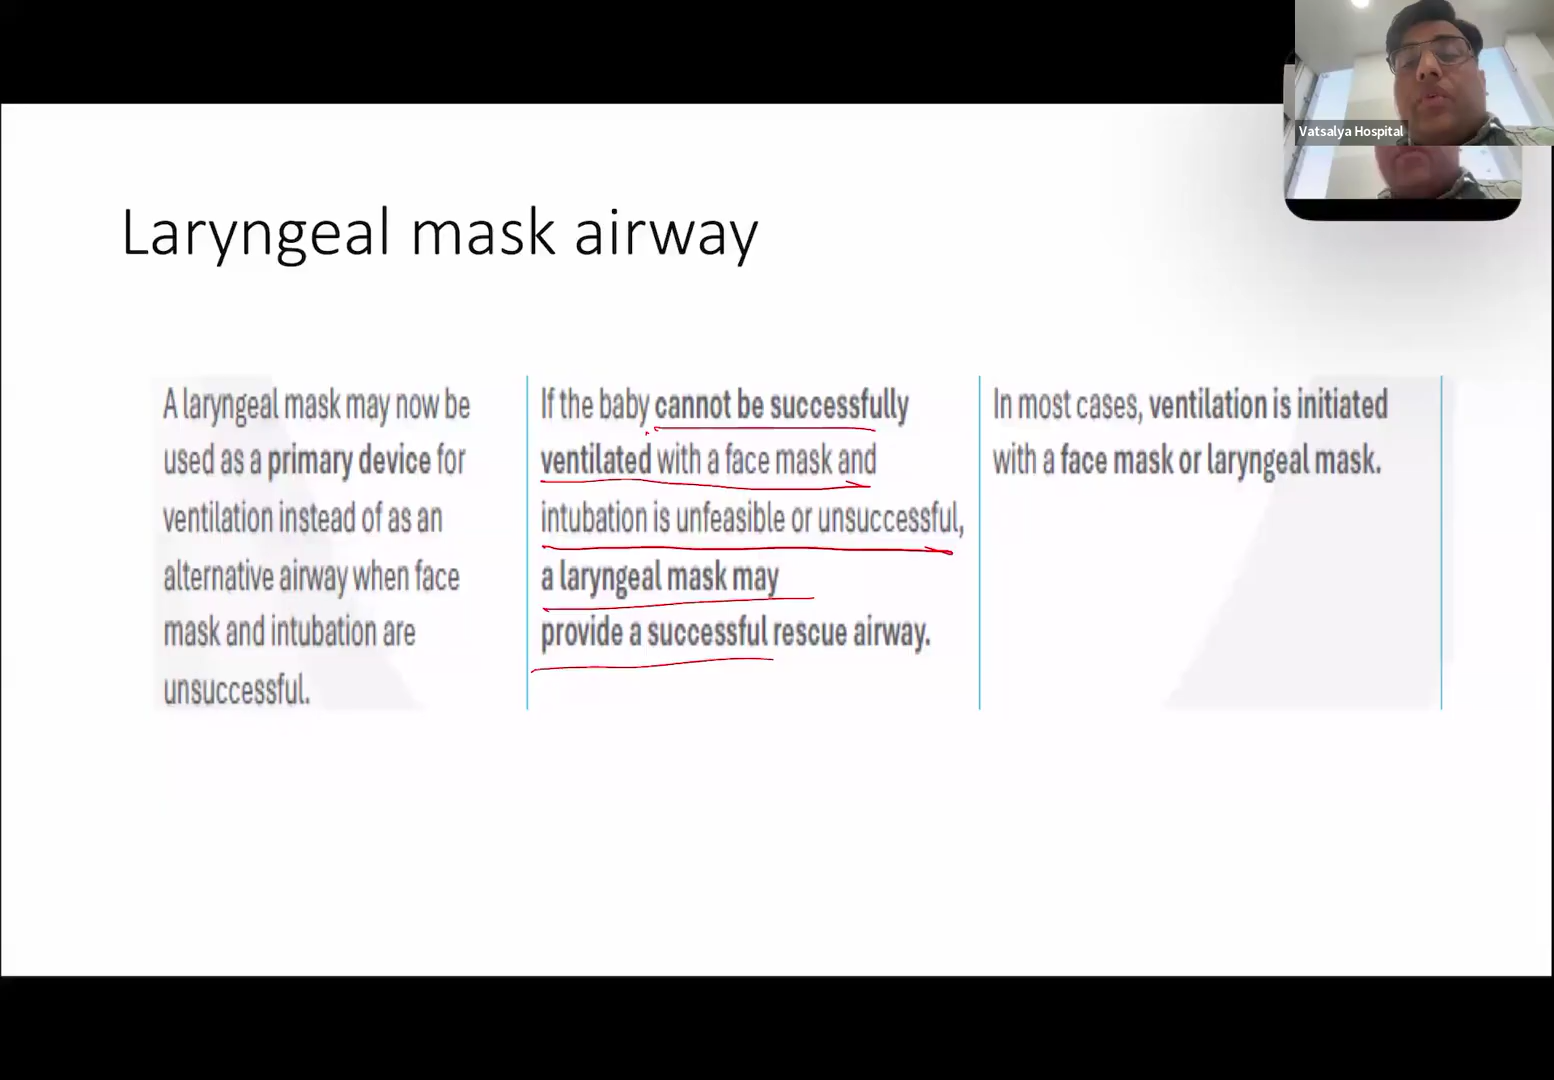 Vatsalya Hospital
Laryngeal mask airway
A laryngeal mask may now be
used as a primary device for
ventilation instead of as an
alternative airway when face
mask and intubation are
unsuccessful.
If the baby cannot be successfully
ventilated with a face mask and
intubation is unfeasible or unsuccessful,
a laryngeal mask may
provide a successful rescue airway.
In most cases, ventilation is initiated
with a face mask or laryngeal mask.